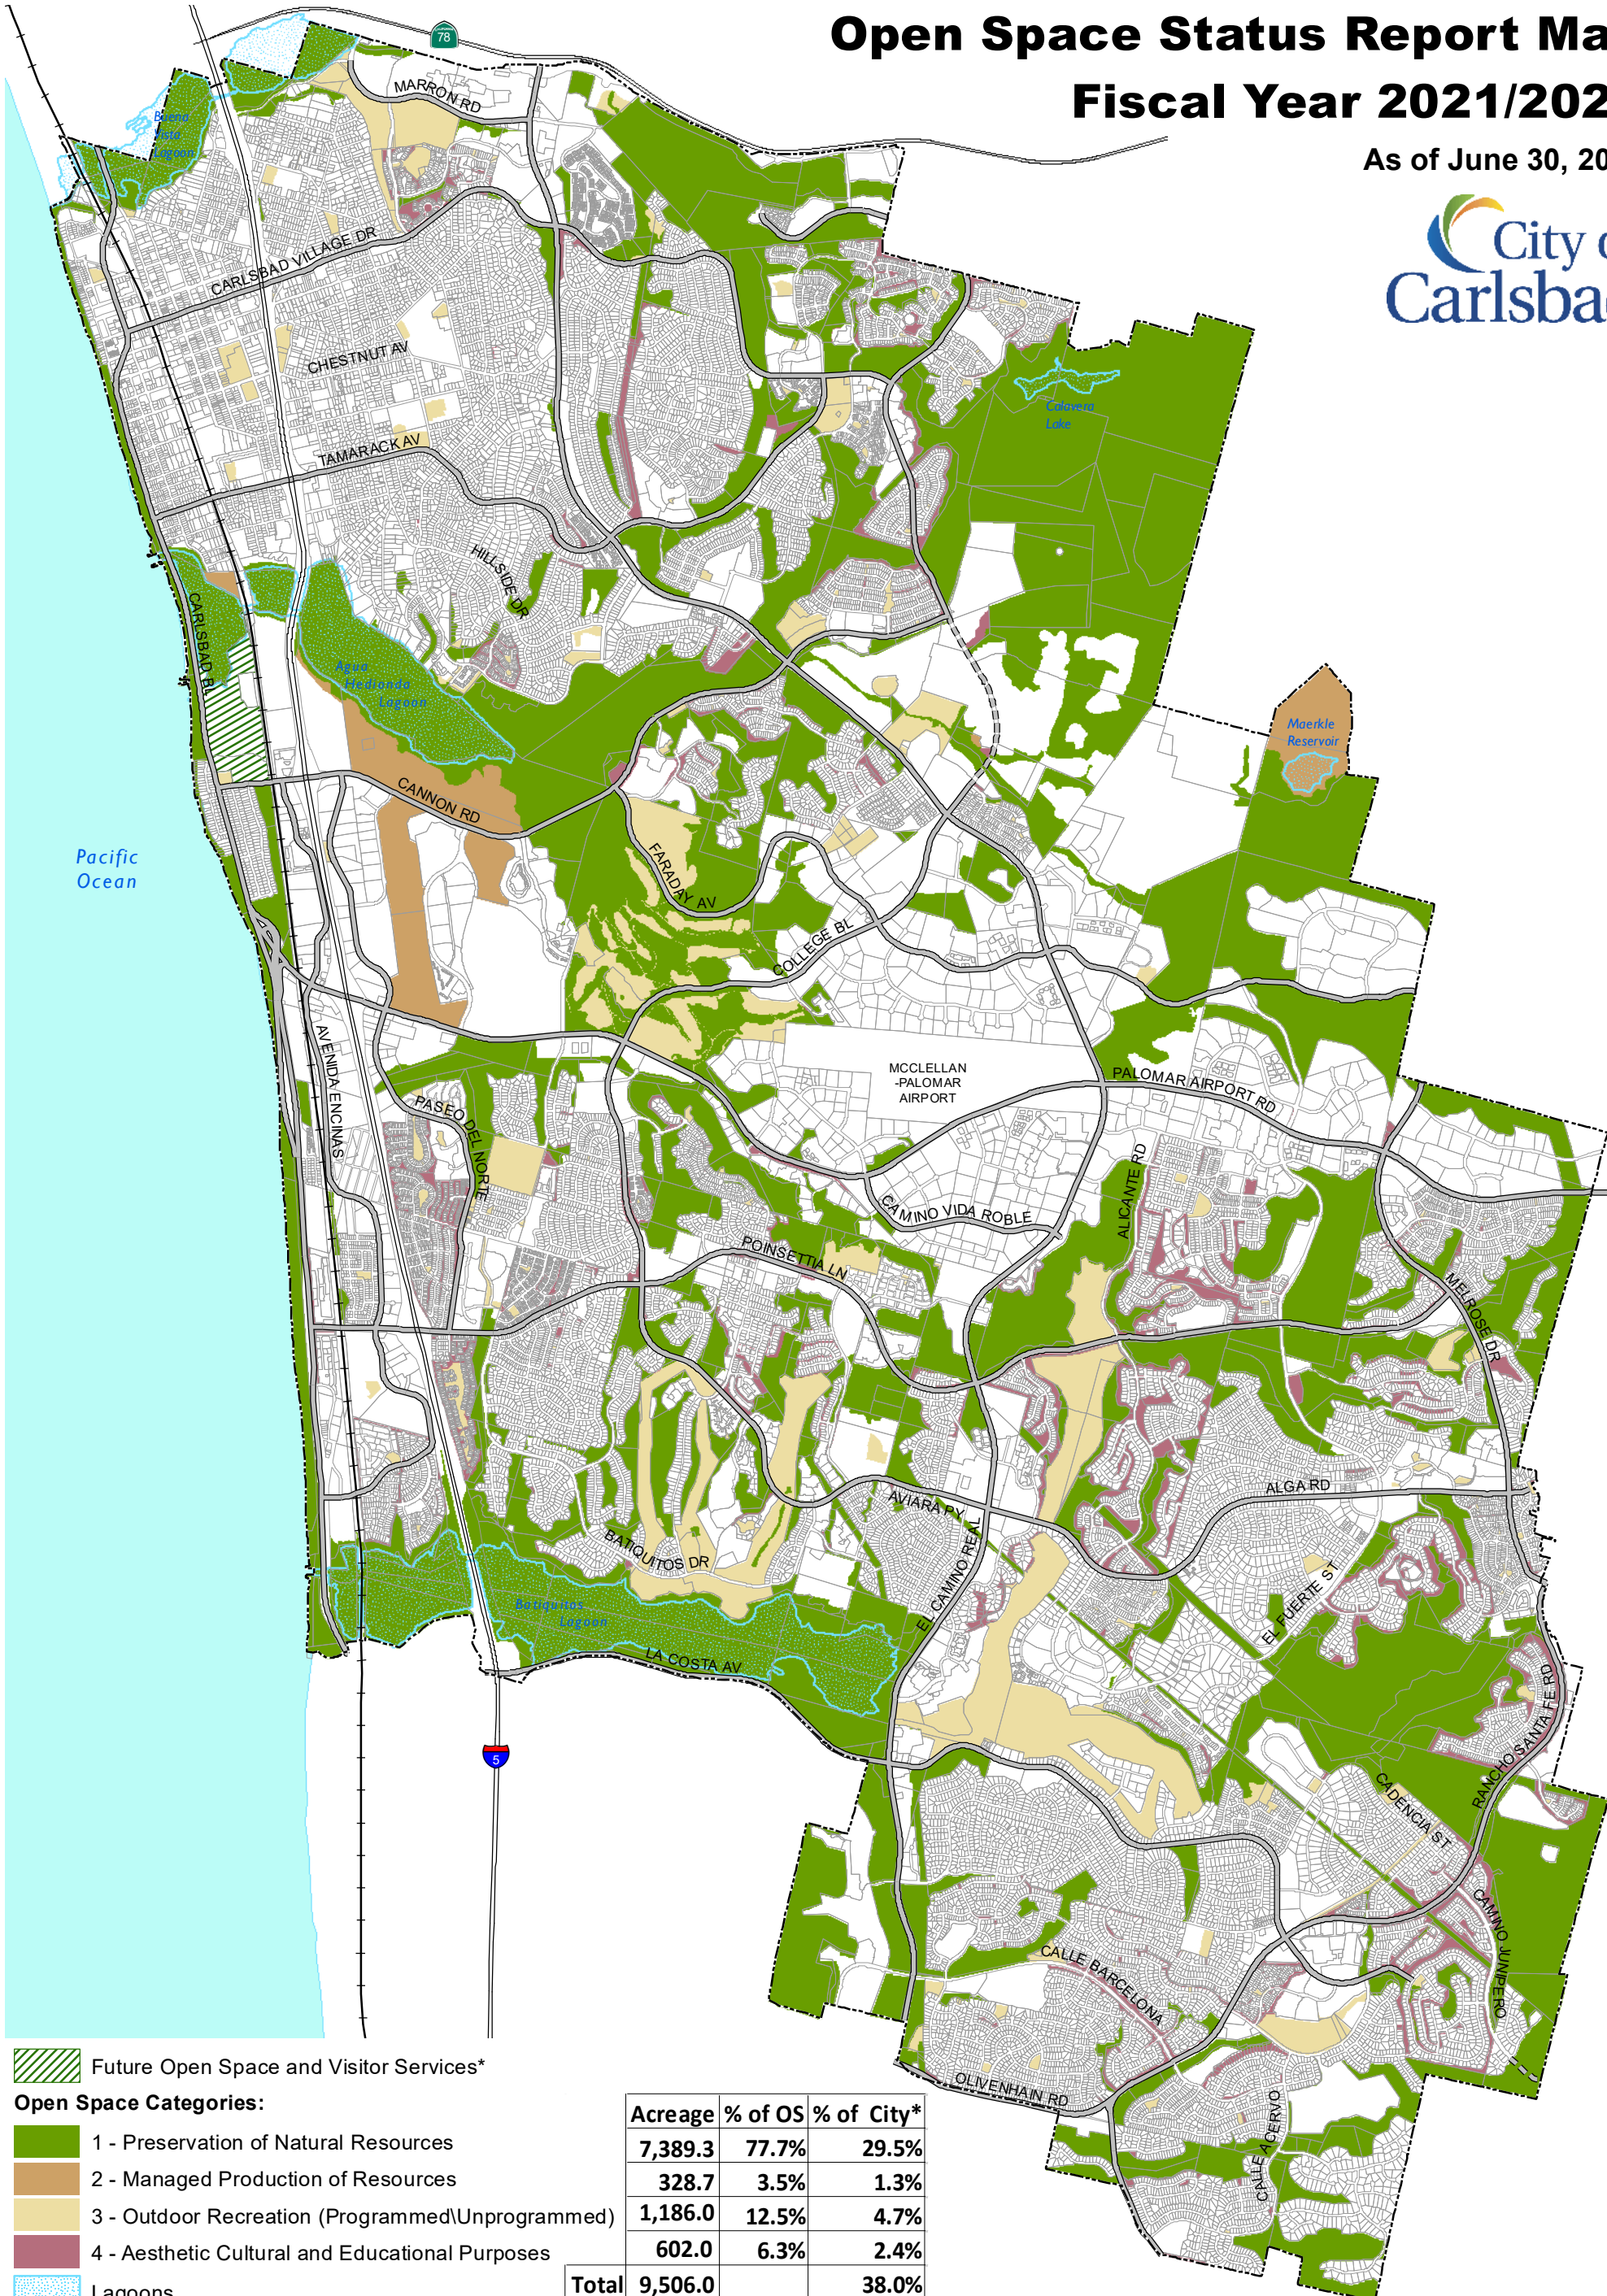 Open Space Status Report Ma
Fiscal Year 2021/202
As of June 30, 20
City o
Carlsba
78
MARRON RD
Buena
Vista
Lagoon
CARLSBAD VILLAGE DR
CHESTNUT AV
TAMARACK AV
Calavera
Lake
HILLSIDE DR
CARLSBAD BL
Agua
Hedionda
Lagoon
Maerkle
Reservoir
CANNON RD
Pacific
Ocean
FARADAY AV
COLLEGE BL
AVENIDA ENCINAS
MCCLELLAN
-PALOMAR
AIRPORT
PALOMAR AIRPORT RD
PASEO DEL NORTE
ALICANTE RD
CAMINO VIDA ROBLE
POINSETTIA LN
MELROSE DR
ALGA RD
AVIARA PY
BATIQUITOS DR
EL CAMINO REAL
EL FUERTE ST
Batiquitos
Lagoon
LA COSTA AV
RANCHO SANTA FE RD
5
CADENCIA ST
CAMINO JUNIPERO
CALLE BARCELONA
OLIVENHAIN RD
CALLE ACERVO
Future Open Space and Visitor Services*
Open Space Categories:
Acreage % of OS % of City*
1 - Preservation of Natural Resources 7,389.3 77.7% 29.5%
2 - Managed Production of Resources 328.7 3.5% 1.3%
3 - Outdoor Recreation (Programmed\Unprogrammed) 1,186.0 12.5% 4.7%
4 - Aesthetic Cultural and Educational Purposes 602.0 6.3% 2.4%
Lagoons
Total 9,506.0 38.0%